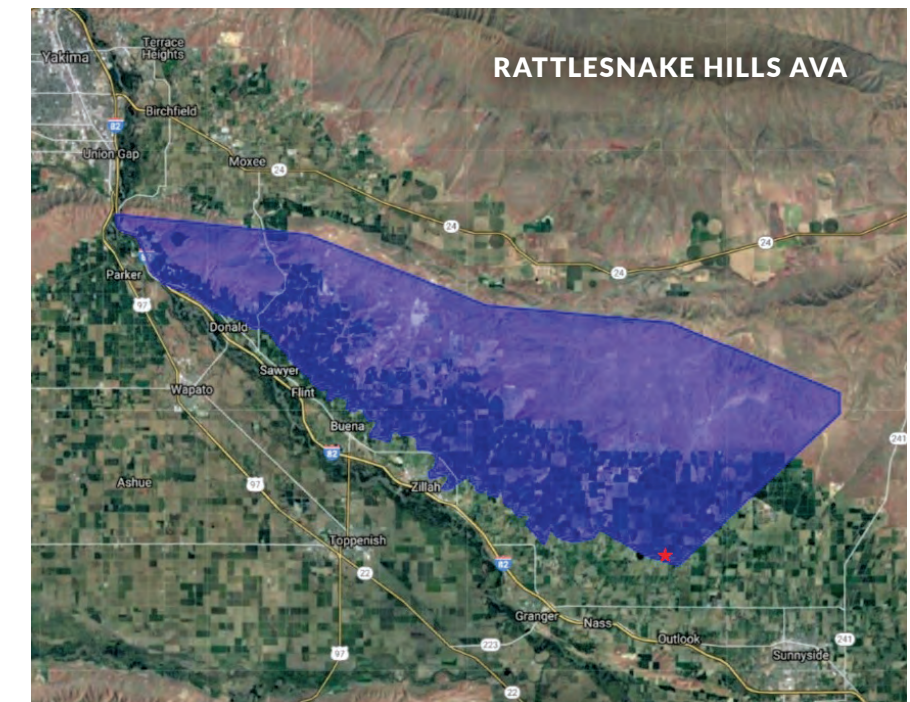 RATTLESNAKE HILLS AVA
Yakima
Terrace
Heights
Birchfield
82
Union Gap
Moxee
24
24
24
24
Parker
97
Donald
Sawyer
Wapato
Flint
Buena
82
241
Ashue
97
Zillah
Toppenish
22
82
Granger
Nass
Outlook
223
97
241
Sunnyside
22